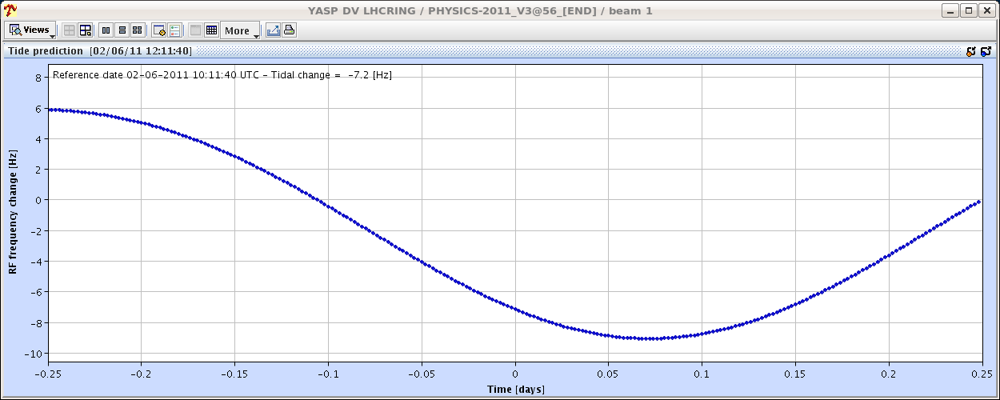 YASP DV LHCRING / PHYSICS-2011_V3@56_[END] / beam 1
Views More
Tide prediction [02/06/11 12:11:40]
Reference date 02-06-2011 10:11:40 UTC - Tidal change = -7.2 [Hz]
8
6
4
2
0
-2
-4
-6
-8
-10
RF frequency change [Hz]
-0.25 -0.2 -0.15 -0.1 -0.05 0 0.05 0.1 0.15 0.2 0.25
Time [days]